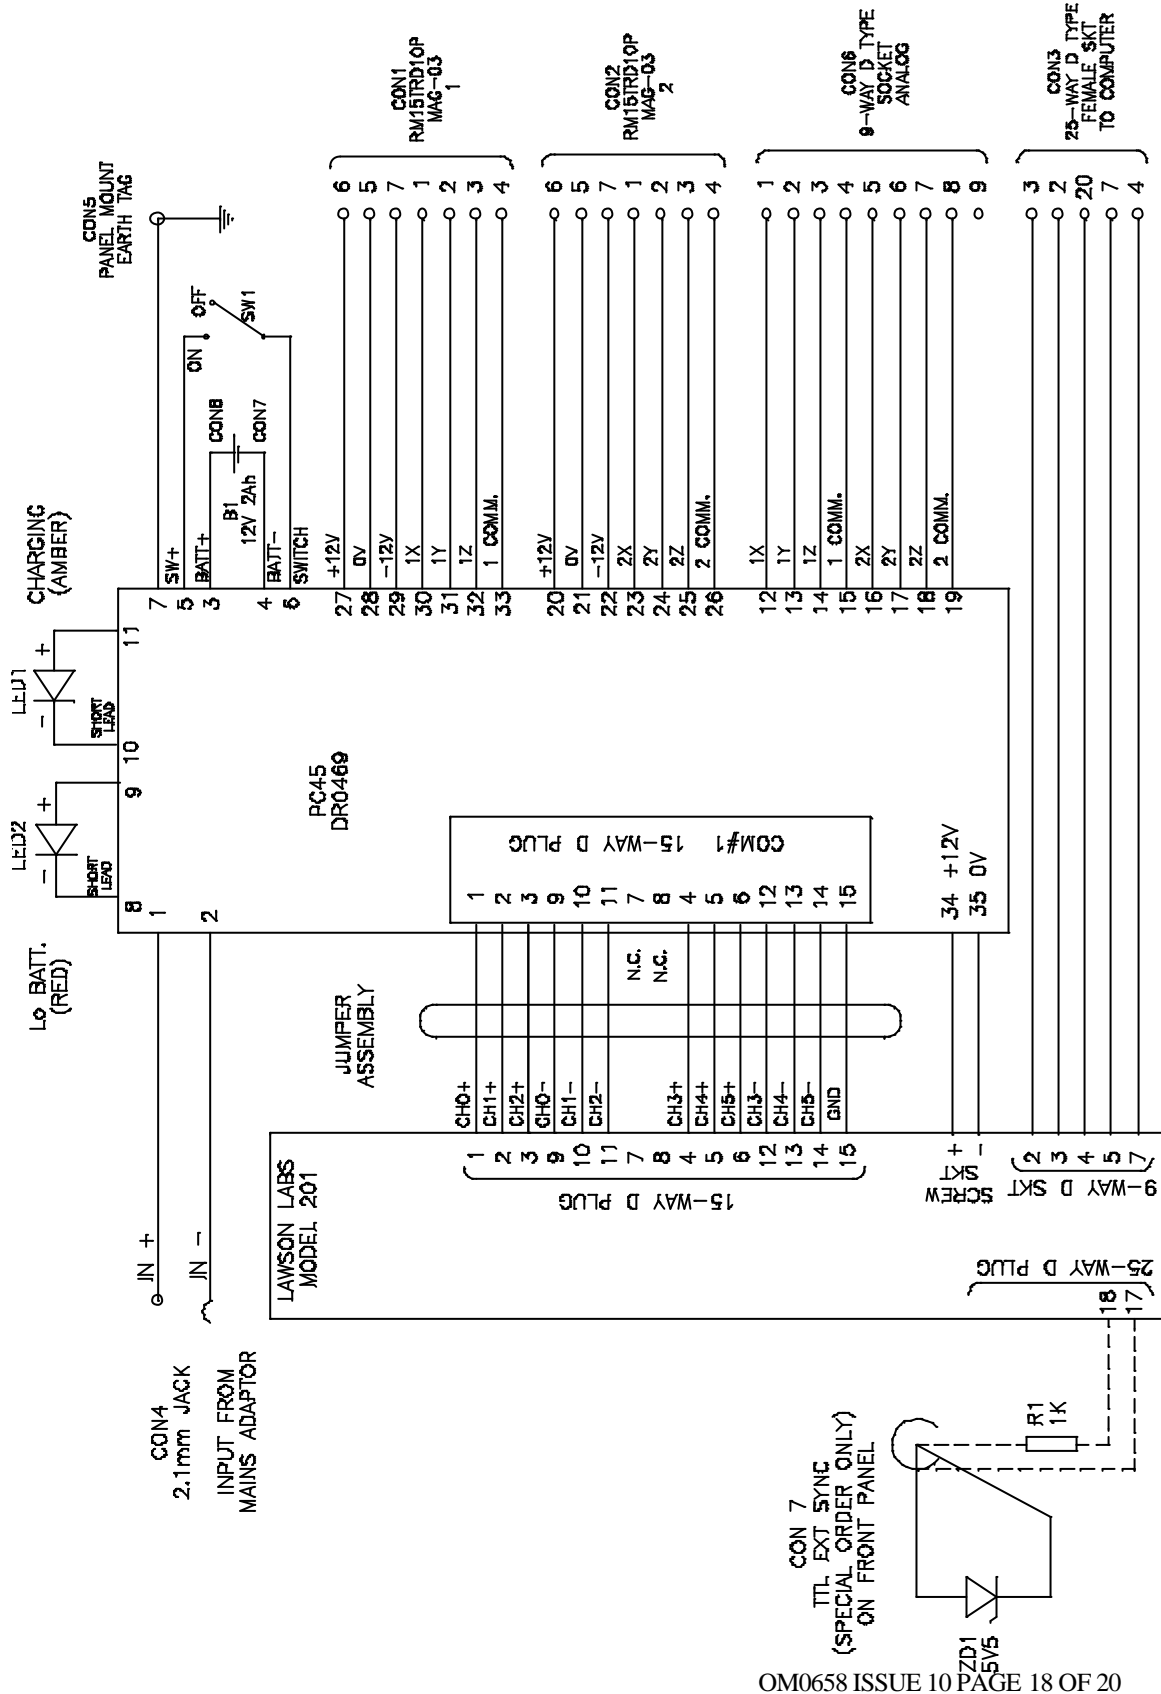 CON4
2.1mm JACK
INPUT FROM
MAINS ADAPTOR
IN +
IN -
Lo BATT.
(RED)
LED2
-
+
SHORT
LEAD
8
9
LED1
-
+
SHORT
LEAD
10
11
CHARGING
(AMBER)
1
2
PC45
DR0469
7
5 SW+
3 BATT+
4 BATT-
6 SWITCH
B1
12V 2Ah
CON8
CON7
ON
OFF
SW1
CON5
PANEL MOUNT
EARTH TAG
27 +12V 6
28 0V 5
29 -12V 7
30 1X 1
31 1Y 2
32 1Z 3
33 1 COMM. 4
CON1
RM15TRD10P
MAG-03
1
20 +12V 6
21 0V 5
22 -12V 7
23 2X 1
24 2Y 2
25 2Z 3
26 2 COMM. 4
CON2
RM15TRD10P
MAG-03
2
12 1X 1
13 1Y 2
14 1Z 3
15 1 COMM. 4
16 2X 5
17 2Y 6
18 2Z 7
19 2 COMM. 8
9
CON6
9-WAY D TYPE
SOCKET
ANALOG
LAWSON LABS
MODEL 201
JUMPER
ASSEMBLY
15-WAY D PLUG
COM#1 15-WAY D PLUG
1 CH0+ 1
2 CH1+ 2
3 CH2+ 3
9 CH0- 9
10 CH1- 10
11 CH2- 11
7 N.C. 7
8 N.C. 8
4 CH3+ 4
5 CH4+ 5
6 CH5+ 6
12 CH3- 12
13 CH4- 13
14 CH5- 14
15 GND 15
SCREW
SKT
+
-
34 +12V
35 0V
9-WAY D SKT
2 3
3 2
4 20
5 7
7 4
CON3
25-WAY D TYPE
FEMALE SKT
TO COMPUTER
25-WAY D PLUG
18
17
CON 7
TTL EXT SYNC
(SPECIAL ORDER ONLY)
ON FRONT PANEL
R1
1K
ZD1
5V5
OM0658 ISSUE 10 PAGE 18 OF 20